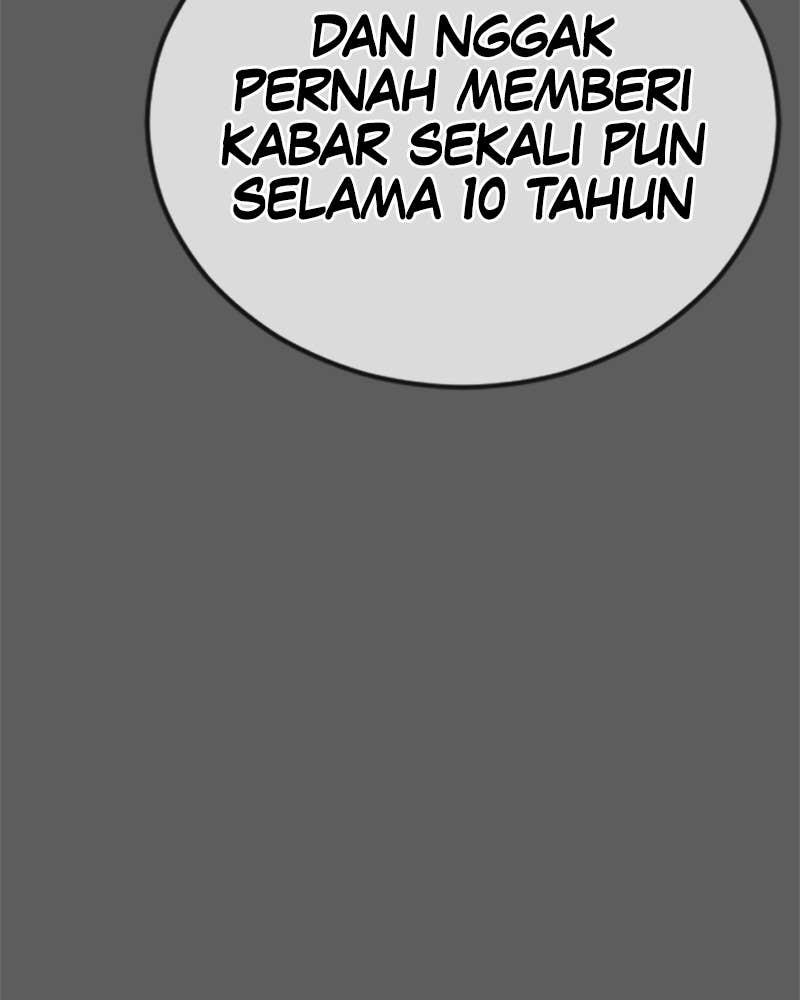 DAN NGGAK
PERNAH MEMBERI
KABAR SEKALI PUN
SELAMA 10 TAHUN